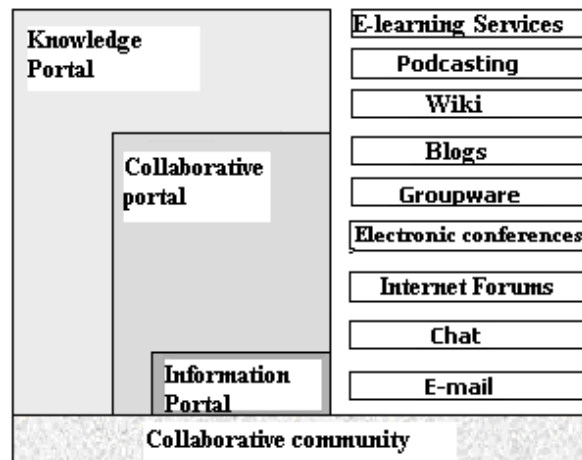 Knowledge
Portal
Collaborative
portal
Information
Portal
E-learning Services
Podcasting
Wiki
Blogs
Groupware
Electronic conferences
Internet Forums
Chat
E-mail
Collaborative community